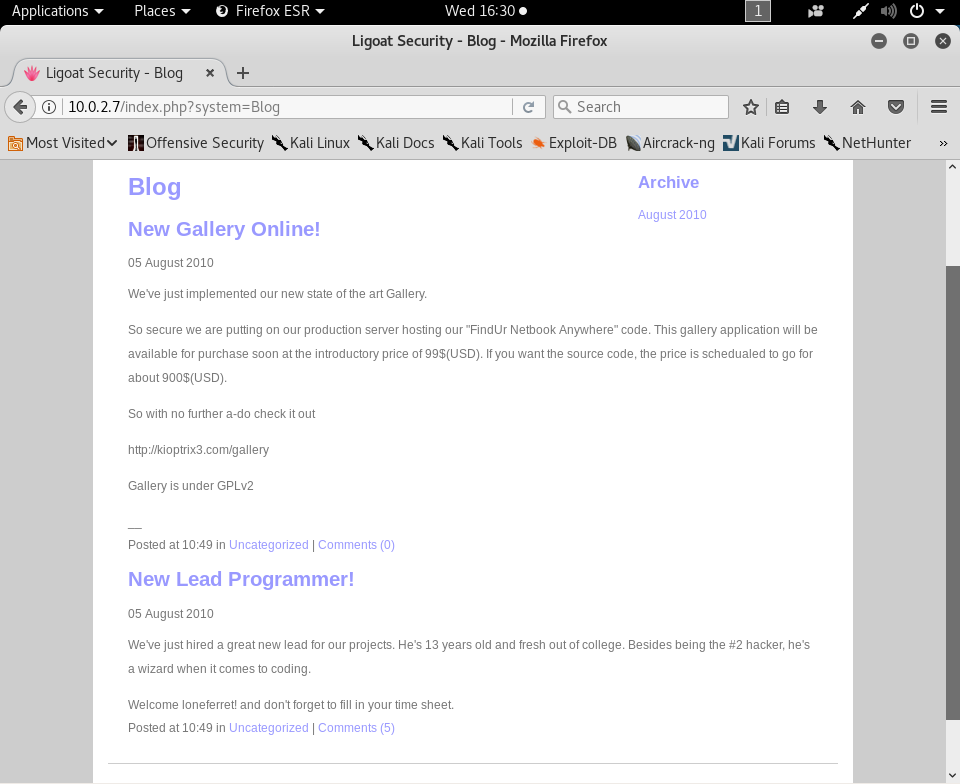 Applications Places Firefox ESR Wed 16:30 1
Ligoat Security - Blog - Mozilla Firefox
Ligoat Security - Blog
10.0.2.7/index.php?system=Blog Search
Most Visited Offensive Security Kali Linux Kali Docs Kali Tools Exploit-DB Aircrack-ng Kali Forums NetHunter »
Blog
New Gallery Online!
05 August 2010
We've just implemented our new state of the art Gallery.
So secure we are putting on our production server hosting our "FindUr Netbook Anywhere" code. This gallery application will be
available for purchase soon at the introductory price of 99$(USD). If you want the source code, the price is schedualed to go for
about 900$(USD).
So with no further a-do check it out
http://kioptrix3.com/gallery
Gallery is under GPLv2
__
Posted at 10:49 in Uncategorized | Comments (0)
New Lead Programmer!
05 August 2010
We've just hired a great new lead for our projects. He's 13 years old and fresh out of college. Besides being the #2 hacker, he's
a wizard when it comes to coding.
Welcome loneferret! and don't forget to fill in your time sheet.
Posted at 10:49 in Uncategorized | Comments (5)
Archive
August 2010